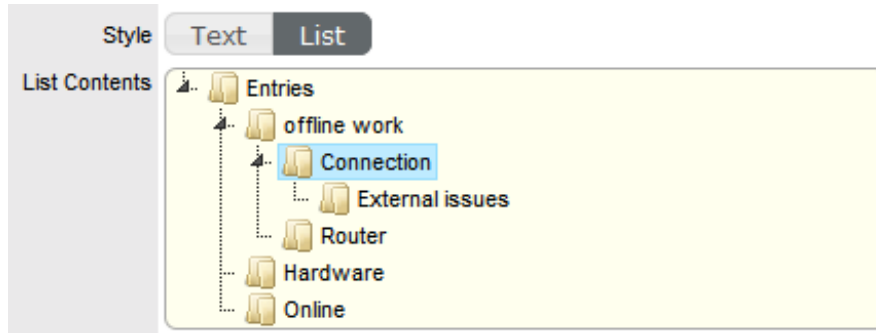 Style Text List
List Contents Entries
offline work
Connection
External issues
Router
Hardware
Online